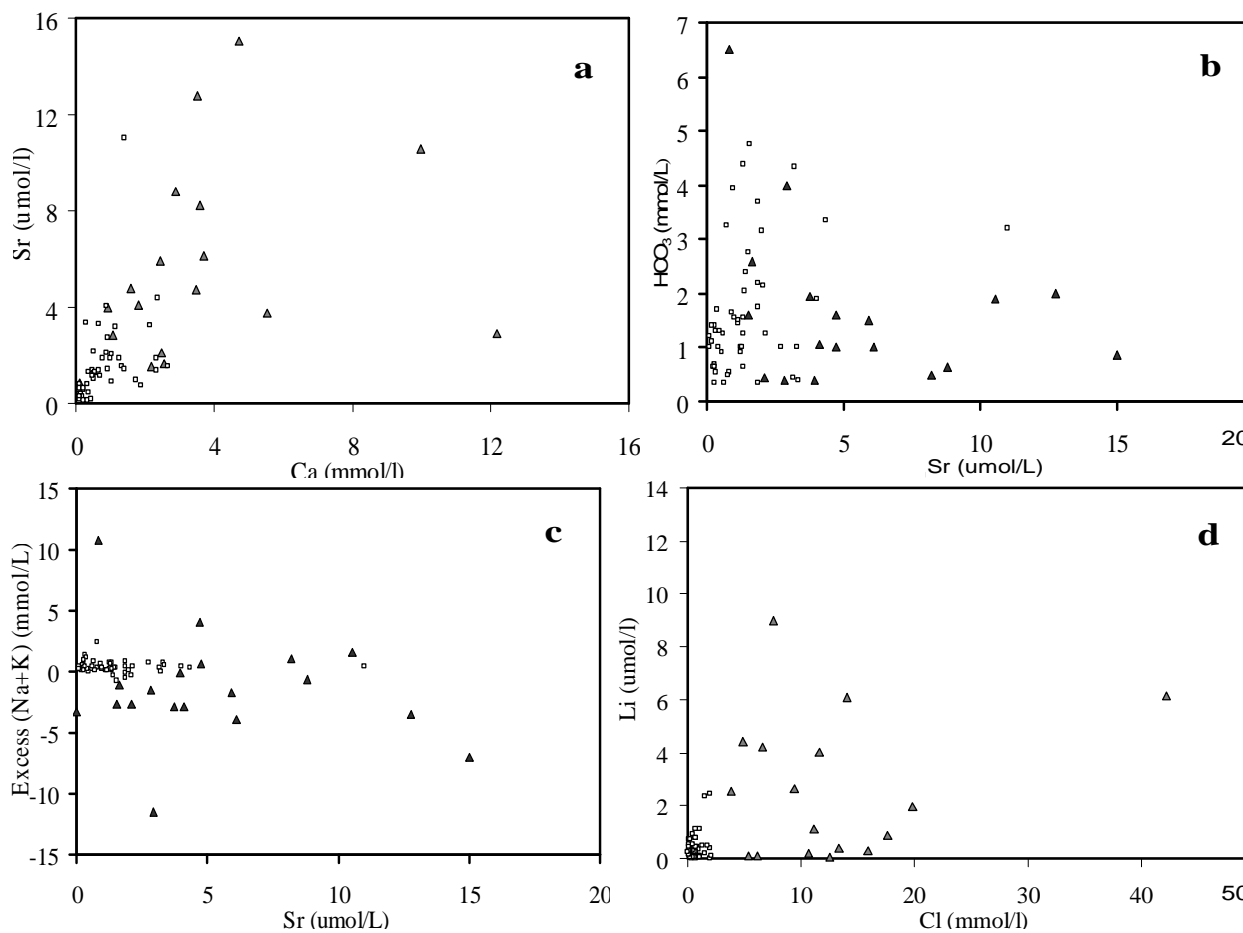 16
12
8
4
0
Sr (umol/l)
a
0 4 8 12 16
Ca (mmol/l)
7
6
5
4
3
2
1
0
HCO₃ (mmol/L)
b
0 5 10 15 20
Sr (umol/L)
15
10
5
0
-5
-10
-15
Excess (Na+K) (mmol/L)
c
0 5 10 15 20
Sr (umol/L)
14
12
10
8
6
4
2
0
Li (umol/l)
d
0 10 20 30 40 50
Cl (mmol/l)